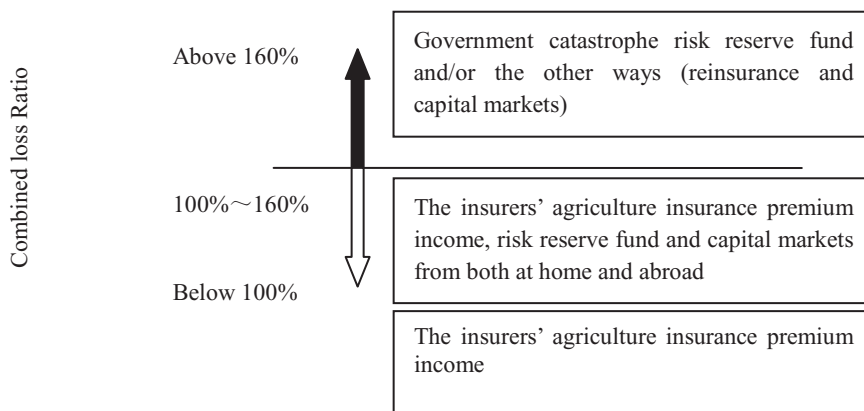 Combined loss Ratio
Above 160%
Government catastrophe risk reserve fund
and/or the other ways (reinsurance and
capital markets)
100%～160%
The insurers’ agriculture insurance premium
income, risk reserve fund and capital markets
from both at home and abroad
Below 100%
The insurers’ agriculture insurance premium
income